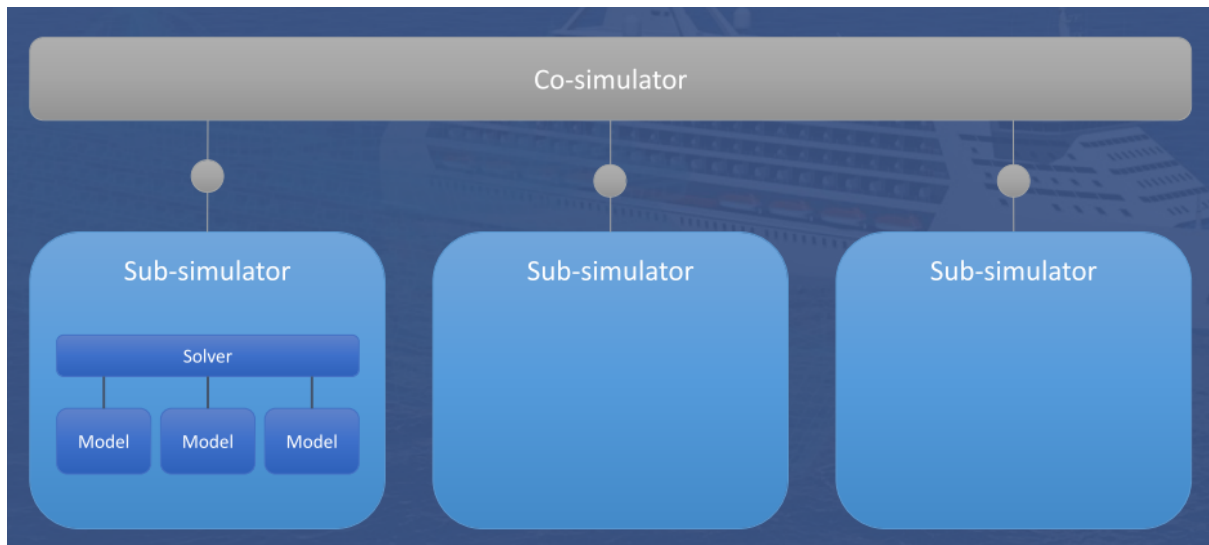 Co-simulator
Sub-simulator
Sub-simulator
Sub-simulator
Solver
Model
Model
Model